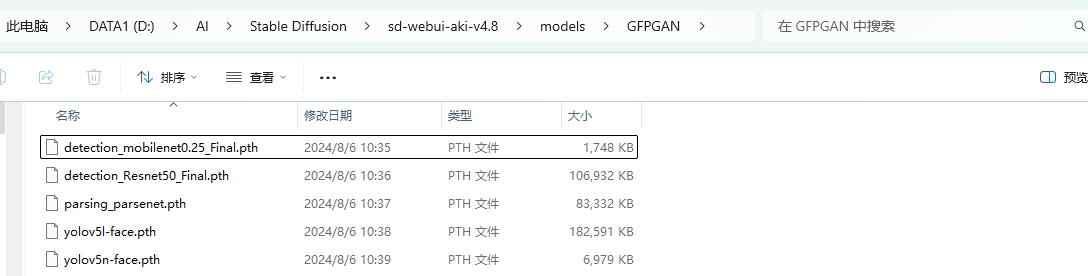 此电脑 > DATA1 (D:) > AI > Stable Diffusion > sd-webui-aki-v4.8 > models > GFPGAN > 在 GFPGAN 中搜索
排序 查看 ••• 预览
名称 修改日期 类型 大小
detection_mobilenet0.25_Final.pth 2024/8/6 10:35 PTH 文件 1,748 KB
detection_Resnet50_Final.pth 2024/8/6 10:36 PTH 文件 106,932 KB
parsing_parsenet.pth 2024/8/6 10:37 PTH 文件 83,332 KB
yolov5l-face.pth 2024/8/6 10:38 PTH 文件 182,591 KB
yolov5n-face.pth 2024/8/6 10:39 PTH 文件 6,979 KB